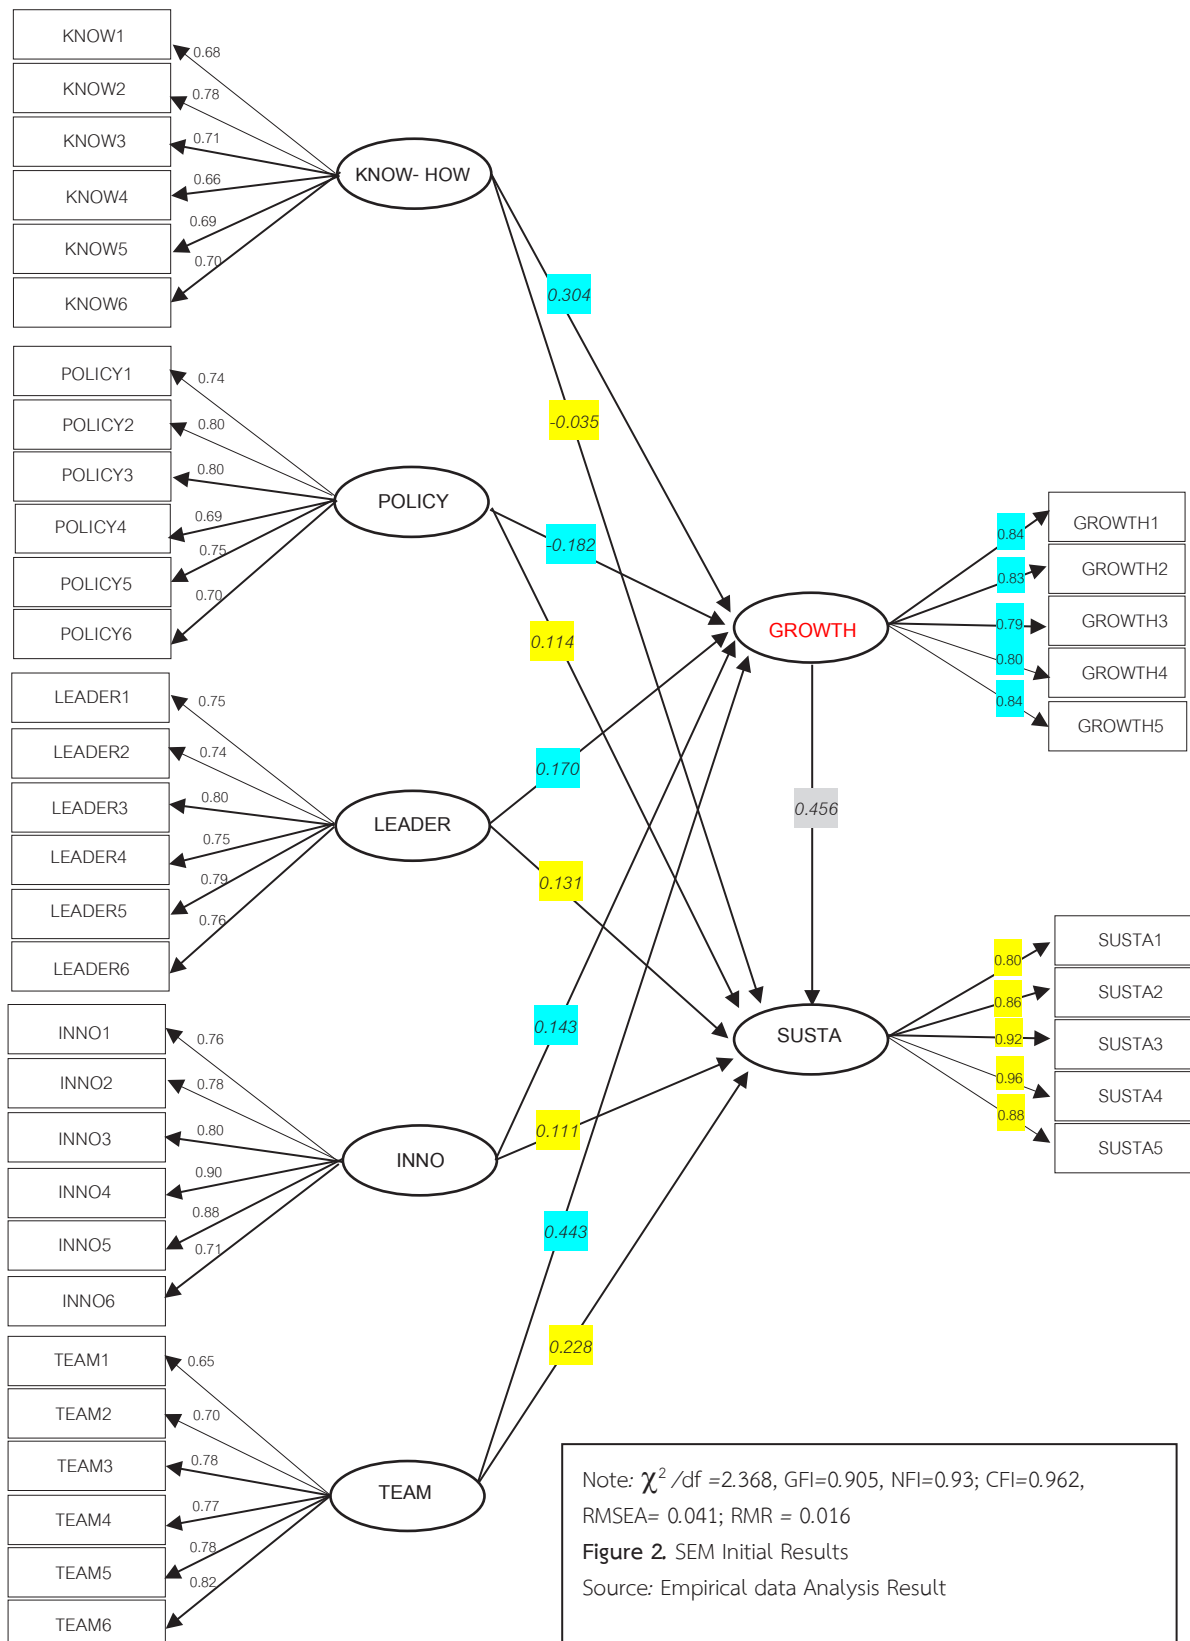 KNOW1
0.68
KNOW2
0.78
KNOW3
0.71
KNOW4
0.66
KNOW5
0.69
KNOW6
0.70
KNOW- HOW
0.304
-0.035
POLICY1
0.74
POLICY2
0.80
POLICY3
0.80
POLICY4
0.69
POLICY5
0.75
POLICY6
0.70
POLICY
-0.182
0.114
LEADER1
0.75
LEADER2
0.74
LEADER3
0.80
LEADER4
0.75
LEADER5
0.79
LEADER6
0.76
LEADER
0.170
0.131
INNO1
0.76
INNO2
0.78
INNO3
0.80
INNO4
0.90
INNO5
0.88
INNO6
0.71
INNO
0.143
0.111
TEAM1
0.65
TEAM2
0.70
TEAM3
0.78
TEAM4
0.77
TEAM5
0.78
TEAM6
0.82
TEAM
0.443
0.228
GROWTH
0.84
GROWTH1
0.83
GROWTH2
0.79
GROWTH3
0.80
GROWTH4
0.84
GROWTH5
0.456
SUSTA
0.80
SUSTA1
0.86
SUSTA2
0.92
SUSTA3
0.96
SUSTA4
0.88
SUSTA5
Note: χ² /df =2.368, GFI=0.905, NFI=0.93; CFI=0.962,
RMSEA= 0.041; RMR = 0.016
Figure 2. SEM Initial Results
Source: Empirical data Analysis Result